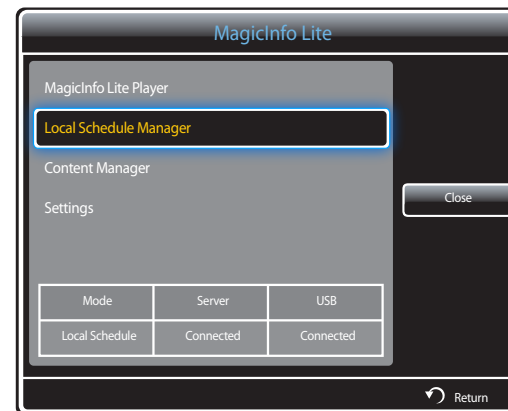 MagicInfo Lite
MagicInfo Lite Player
Local Schedule Manager
Content Manager
Settings
Close
Mode Server USB
Local Schedule Connected Connected
Return